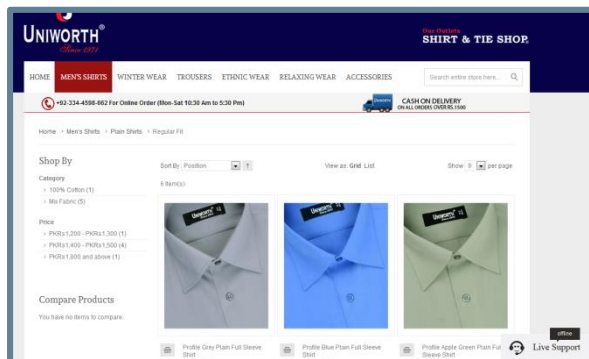 UNIWORTH®
Since 1971
Our Outlets
SHIRT & TIE SHOP.
HOME MEN'S SHIRTS WINTER WEAR TROUSERS ETHNIC WEAR RELAXING WEAR ACCESSORIES Search entire store here...
+92-334-4598-662 For Online Order (Mon-Sat 10:30 Am to 5:30 Pm)
CASH ON DELIVERY
ON ALL ORDERS OVER RS.1500
Home › Men's Shirts › Plain Shirts › Regular Fit
Shop By
Sort By Position View as: Grid List Show 9 per page
Category
6 Item(s)
› 100% Cotton (1)
› Mix Fabric (5)
Price
› PKRs1,200 - PKRs1,300 (1)
› PKRs1,400 - PKRs1,500 (4)
› PKRs1,800 and above (1)
Uniworth
Uniworth
Uniworth
Compare Products
You have no items to compare.
Profile Grey Plain Full Sleeve
Shirt
Profile Blue Plain Full Sleeve
Shirt
Profile Apple Green Plain Full
Sleeve Shirt
offline
Live Support